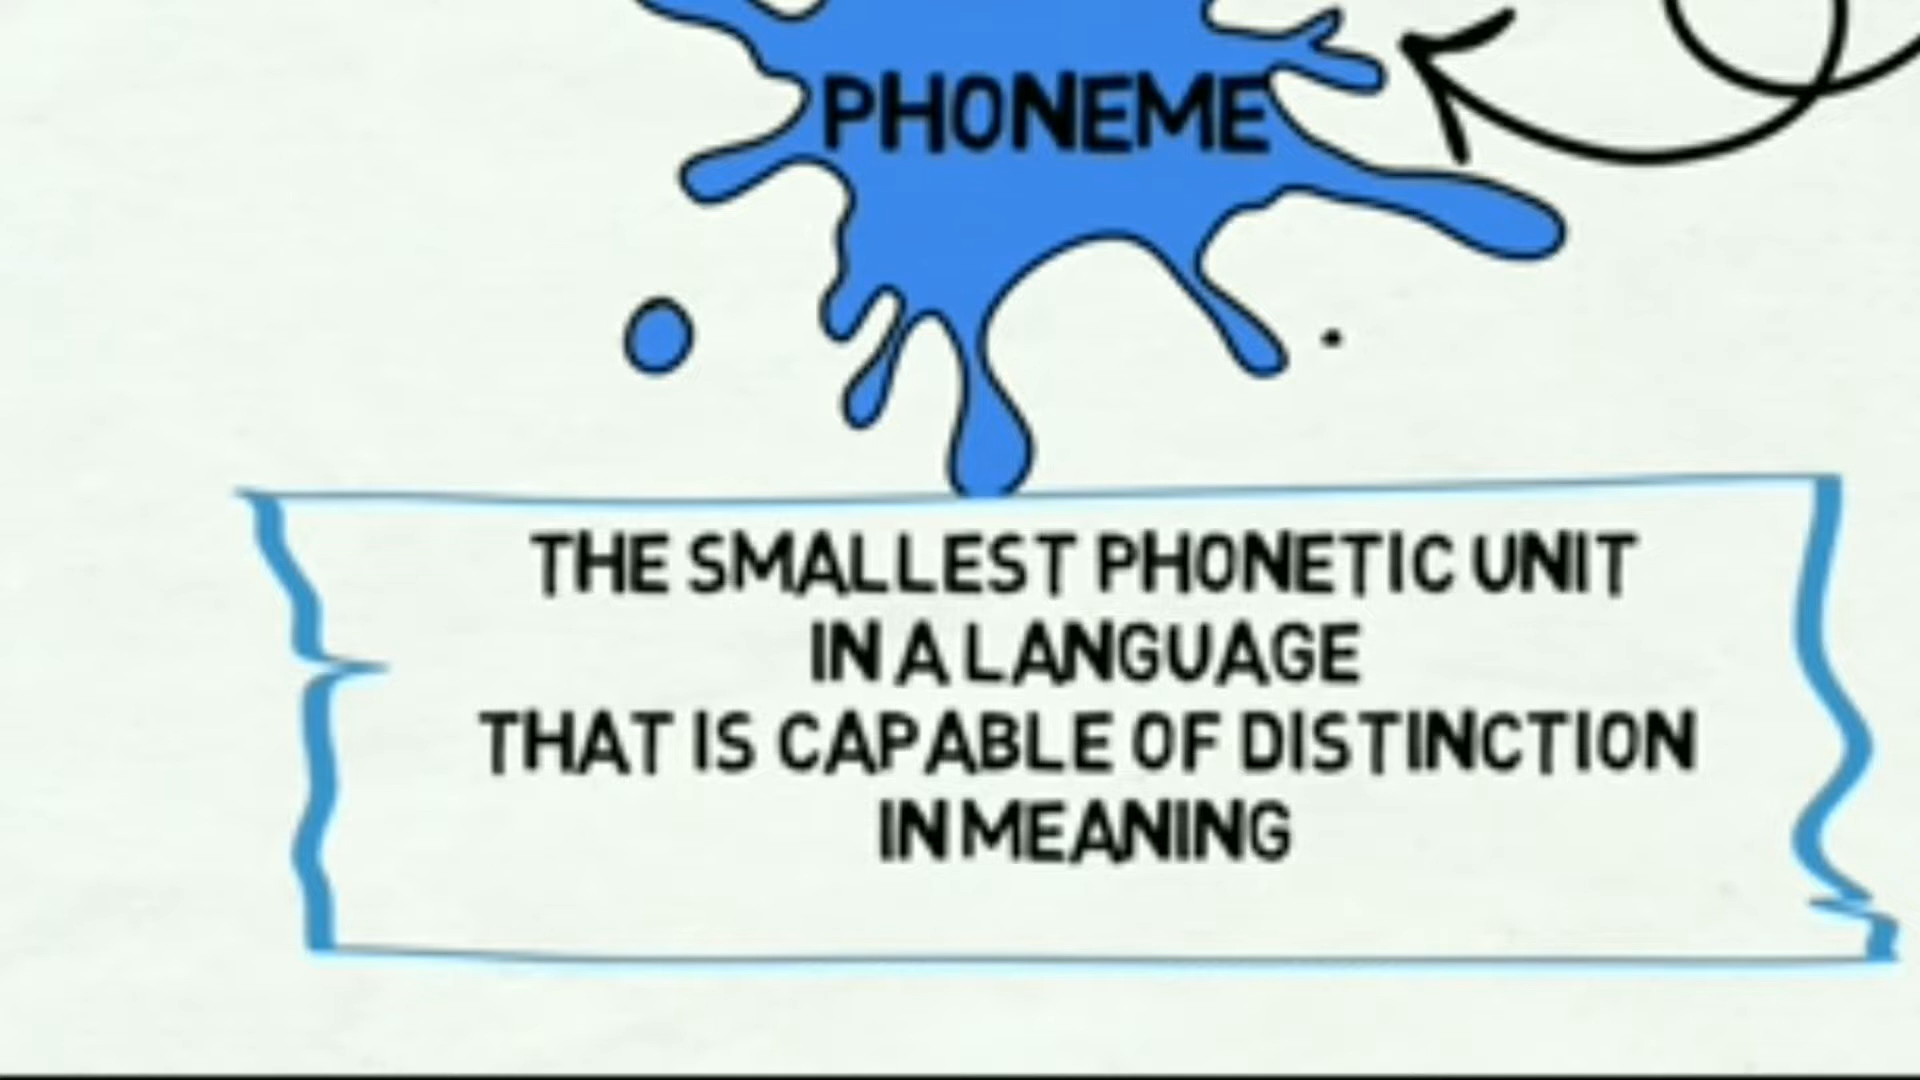 PHONEME
THE SMALLEST PHONETIC UNIT
IN A LANGUAGE
THAT IS CAPABLE OF DISTINCTION
IN MEANING